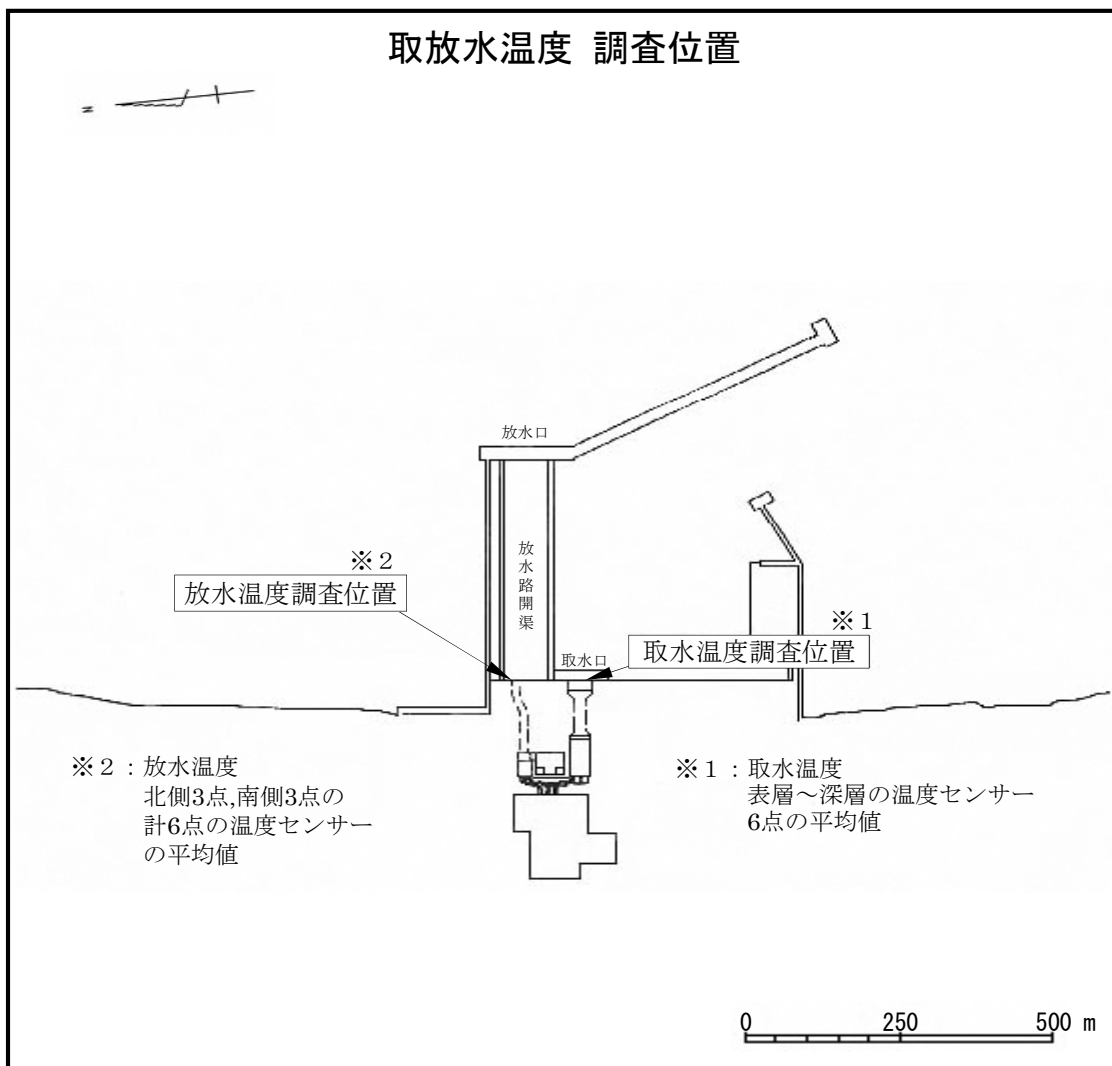 取放水温度 調査位置
N
放水口
※2
放水温度調査位置
放水路開渠
※1
取水口
取水温度調査位置
※2：放水温度
北側3点,南側3点の
計6点の温度センサー
の平均値
※1：取水温度
表層～深層の温度センサー
6点の平均値
0 250 500 m